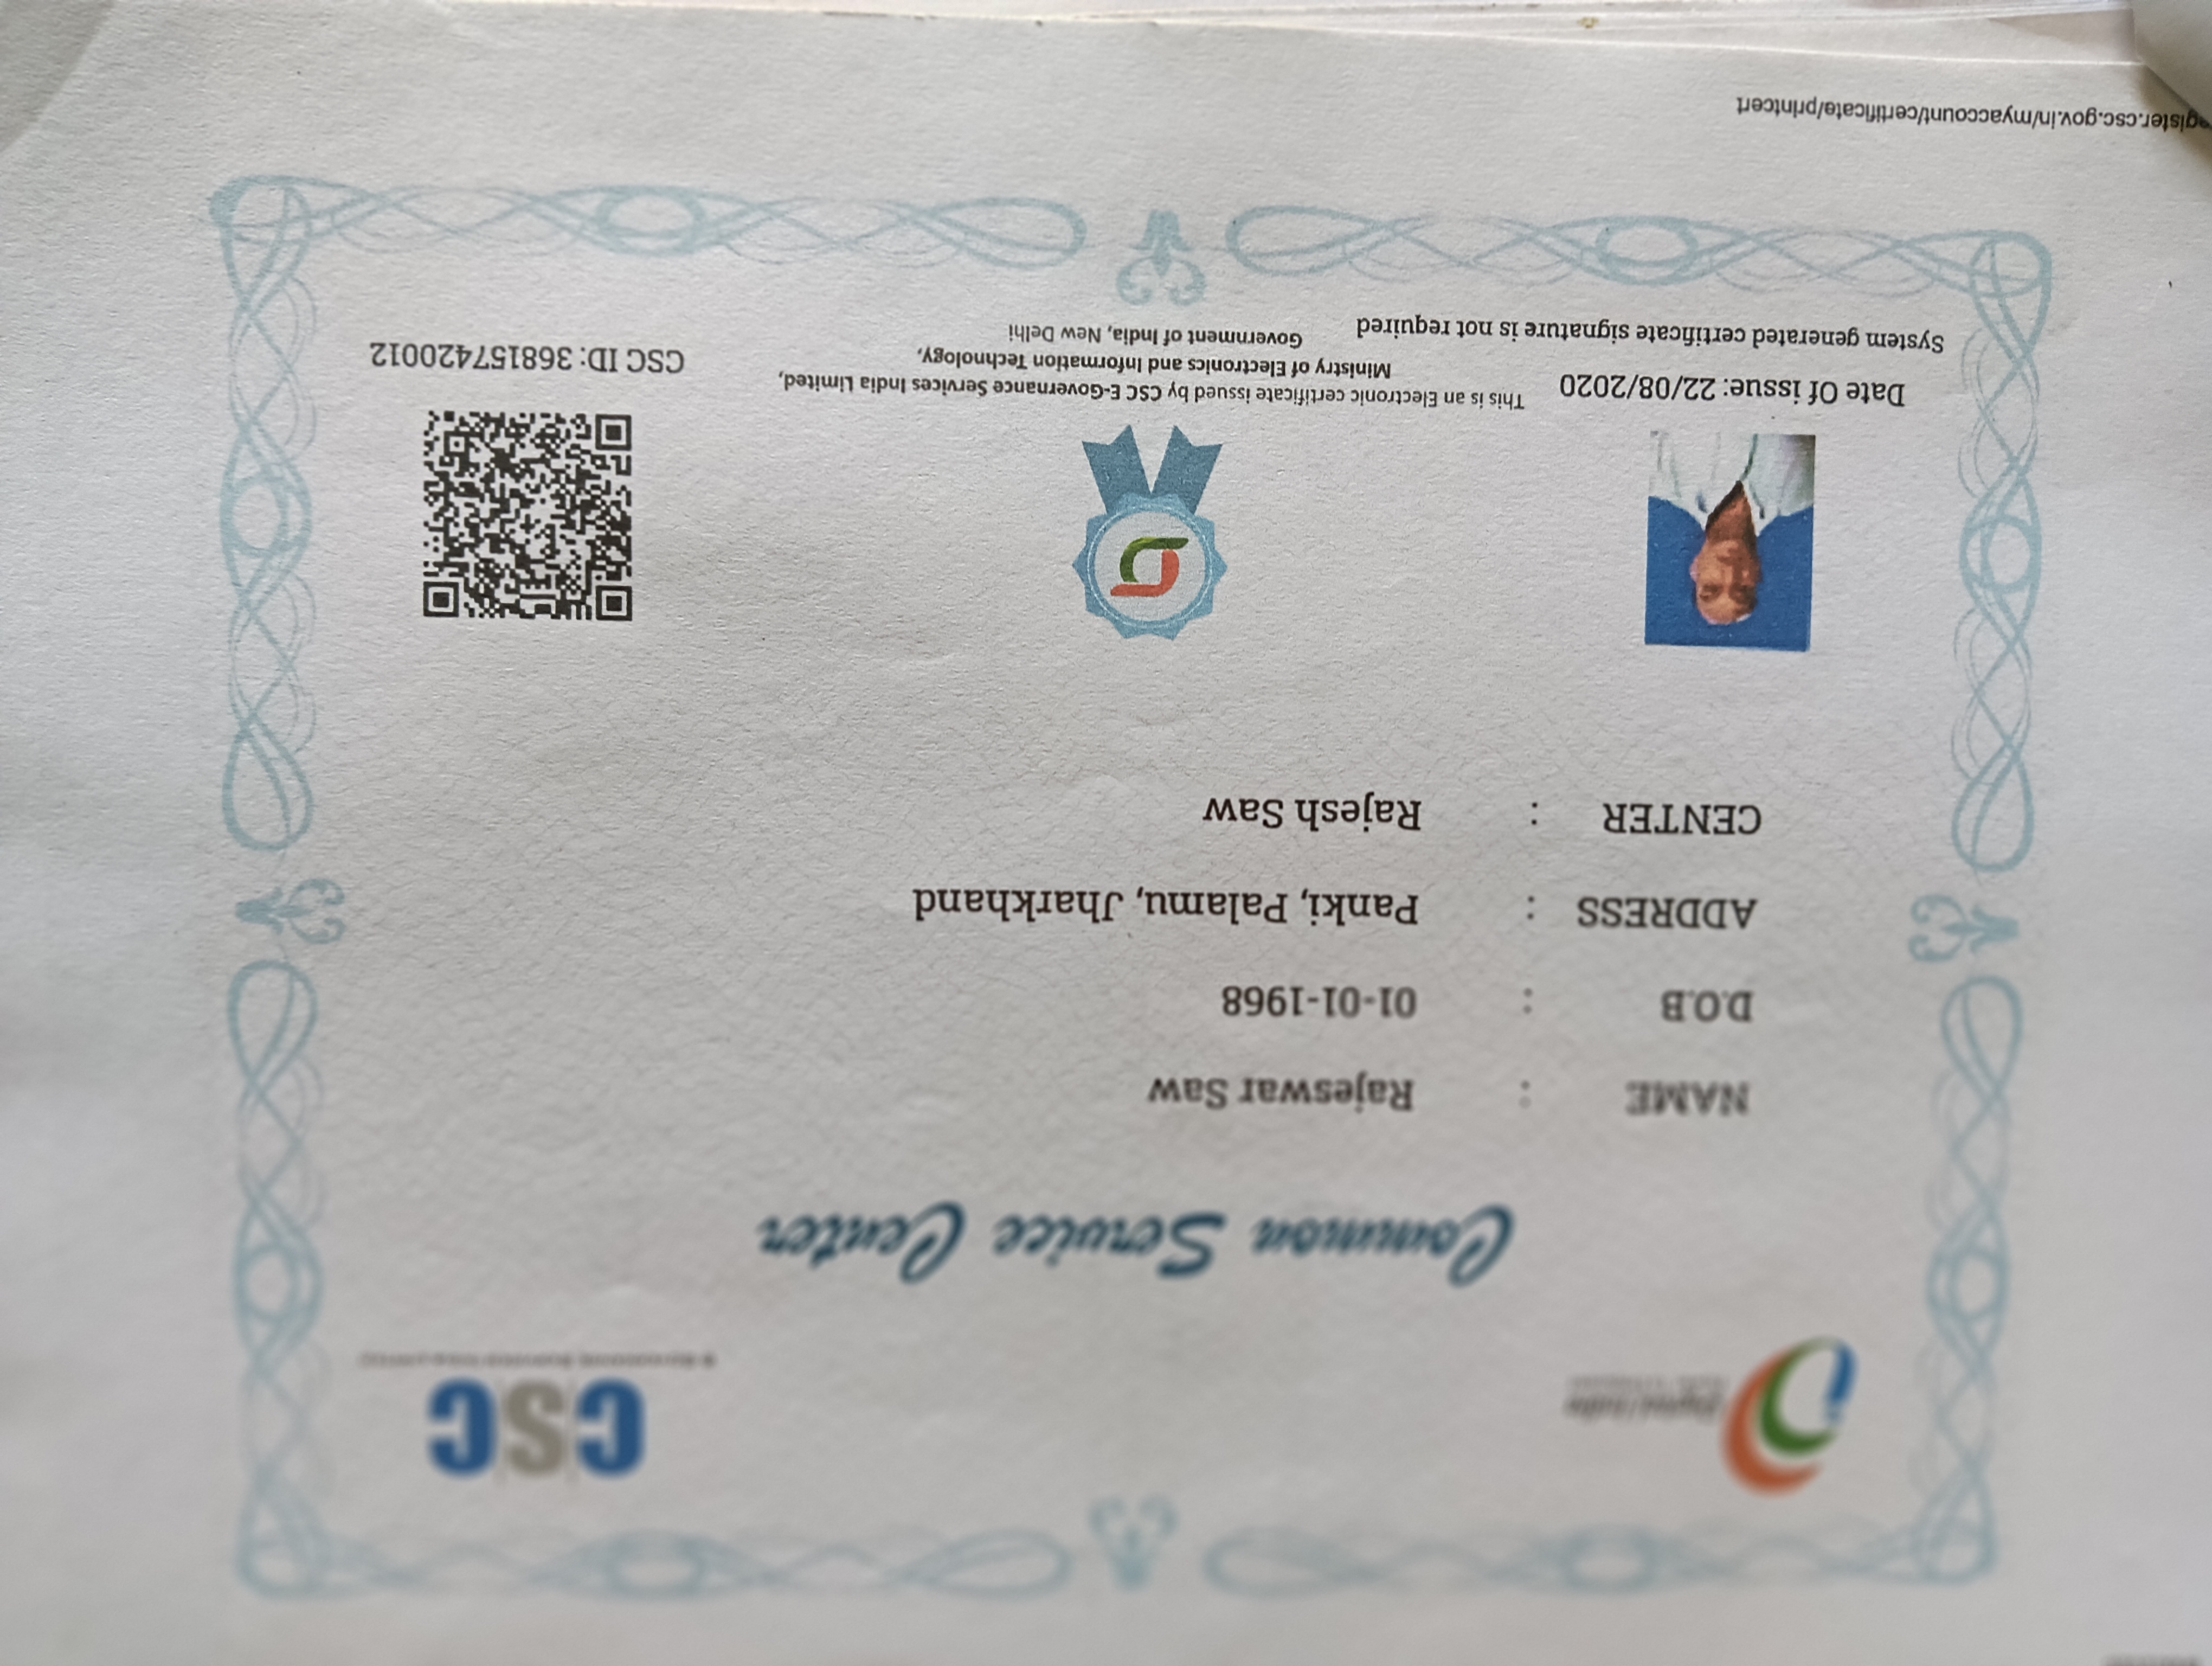 CSC
Common Service Center
NAME : Rajeswar Saw
D.O.B : 01-01-1968
ADDRESS : Panki, Palamu, Jharkhand
CENTER : Rajesh Saw
Date Of issue: 22/08/2020
System generated certificate signature is not required
This is an Electronic certificate issued by CSC E-Governance Services India Limited,
Ministry of Electronics and Information Technology,
Government of India, New Delhi
CSC ID: 368157420012
gister.csc.gov.in/myaccount/certificate/printcert